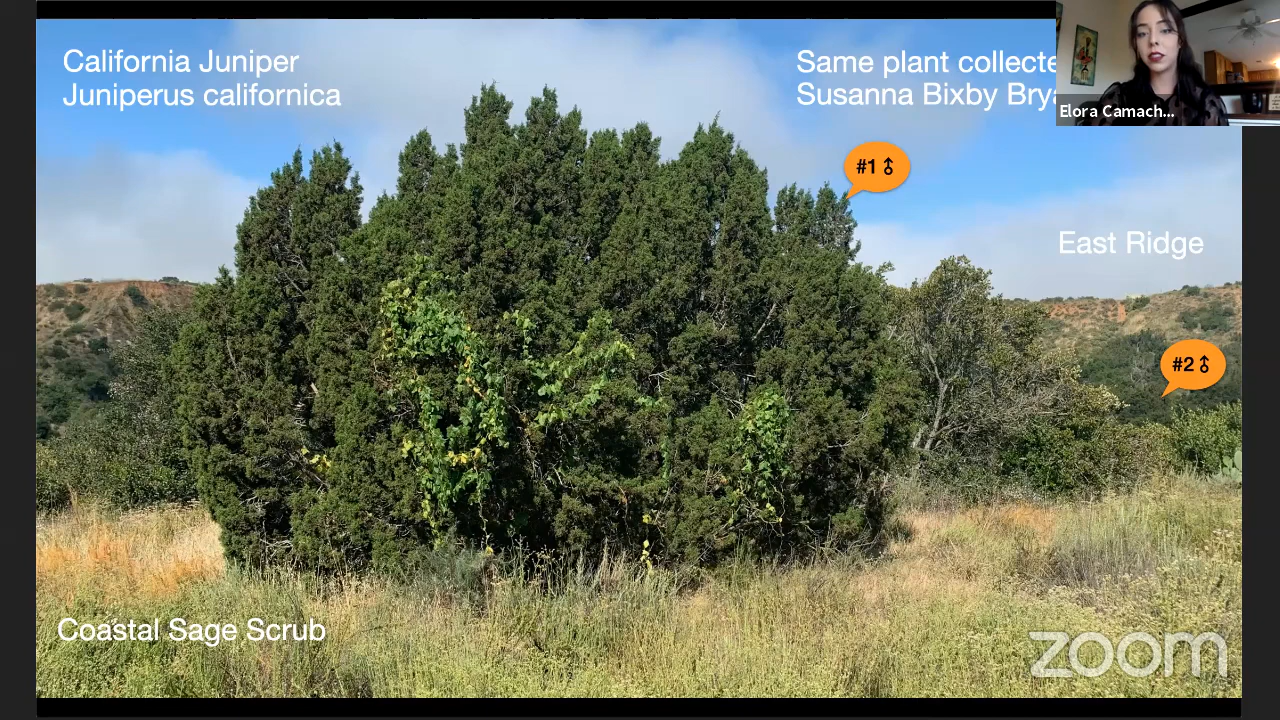 California Juniper
Juniperus californica
Same plant collecte
Susanna Bixby Brya
Elora Camach...
#1
East Ridge
#2
Coastal Sage Scrub
zoom